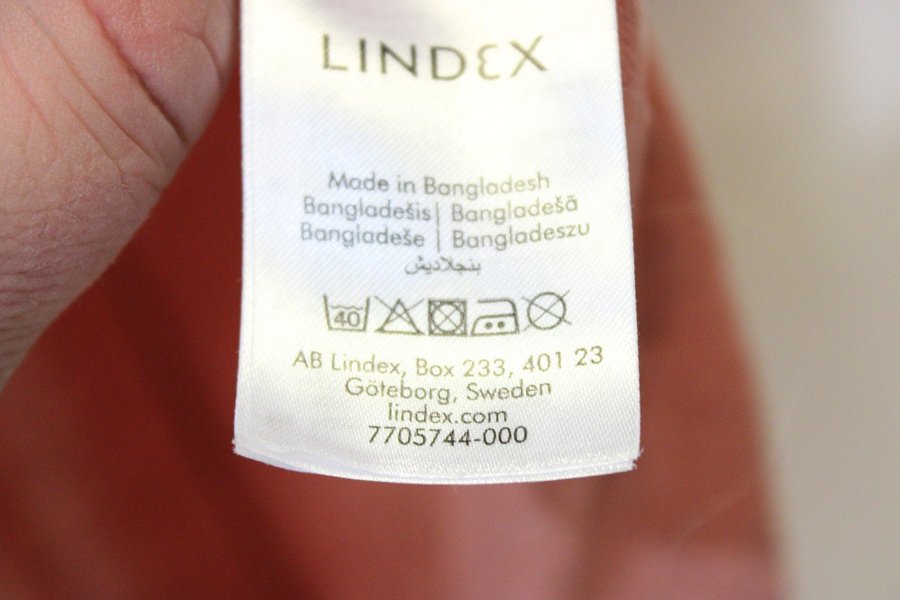 LINDEX
Made in Bangladesh
Bangladešis | Bangladešā
Bangladeše | Bangladeszu
بنجلاديش
40
AB Lindex, Box 233, 401 23
Göteborg, Sweden
lindex.com
7705744-000